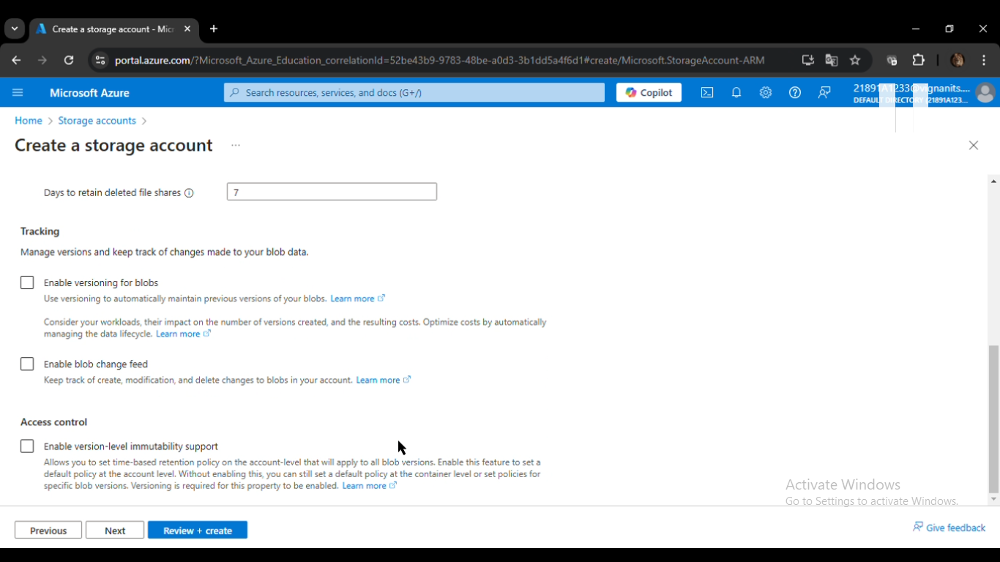 Create a storage account - Mic
portal.azure.com/?Microsoft_Azure_Education_correlationId=52be43b9-9783-48be-a0d3-3b1dd5a4f6d1#create/Microsoft.StorageAccount-ARM
Microsoft Azure
Search resources, services, and docs (G+/)
Copilot
21891A1233@vignanits....
DEFAULT DIRECTORY (21891A123...
Home > Storage accounts >
Create a storage account ...
Days to retain deleted file shares
7
Tracking
Manage versions and keep track of changes made to your blob data.
Enable versioning for blobs
Use versioning to automatically maintain previous versions of your blobs. Learn more
Consider your workloads, their impact on the number of versions created, and the resulting costs. Optimize costs by automatically
managing the data lifecycle. Learn more
Enable blob change feed
Keep track of create, modification, and delete changes to blobs in your account. Learn more
Access control
Enable version-level immutability support
Allows you to set time-based retention policy on the account-level that will apply to all blob versions. Enable this feature to set a
default policy at the account level. Without enabling this, you can still set a default policy at the container level or set policies for
specific blob versions. Versioning is required for this property to be enabled. Learn more
Activate Windows
Go to Settings to activate Windows.
Previous
Next
Review + create
Give feedback